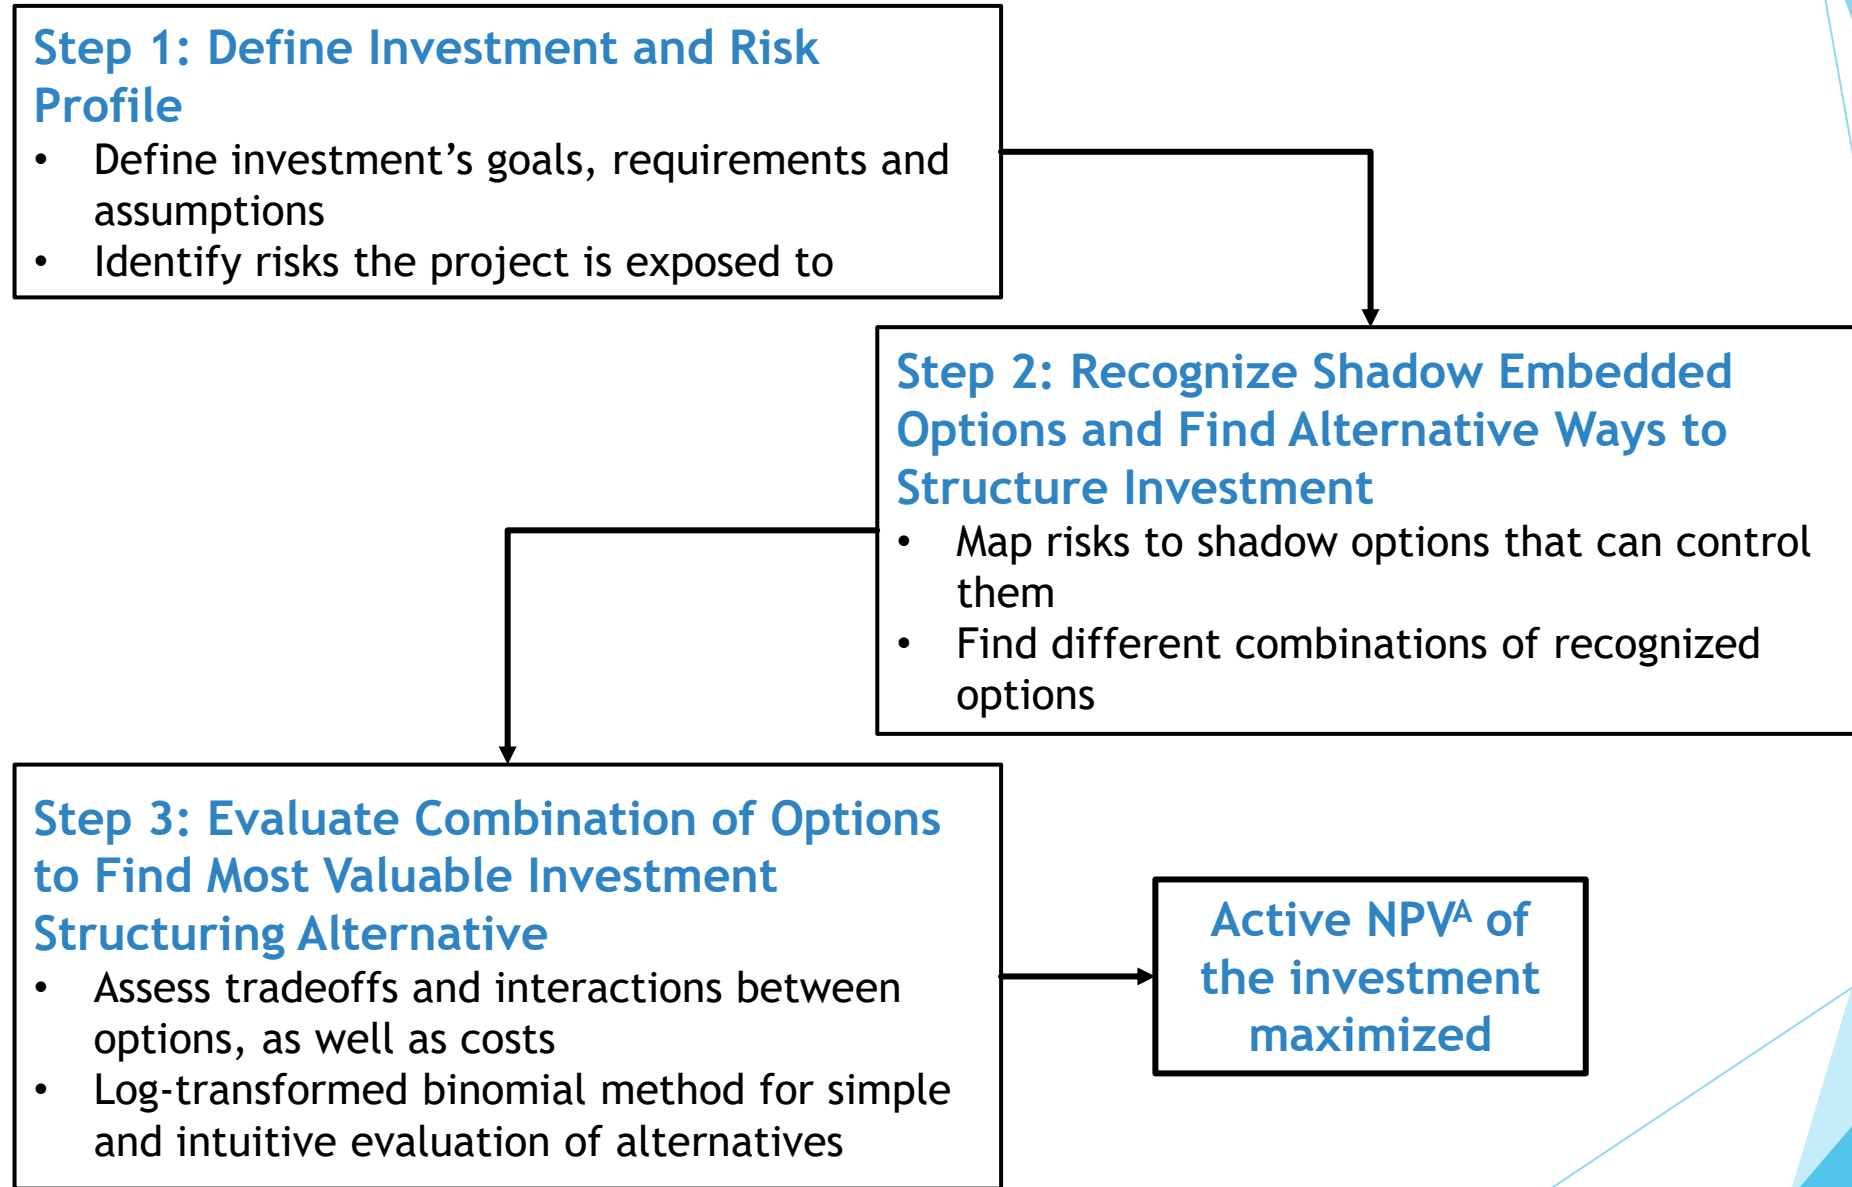 Step 1: Define Investment and Risk
Profile
• Define investment’s goals, requirements and
assumptions
• Identify risks the project is exposed to
Step 2: Recognize Shadow Embedded
Options and Find Alternative Ways to
Structure Investment
• Map risks to shadow options that can control
them
• Find different combinations of recognized
options
Step 3: Evaluate Combination of Options
to Find Most Valuable Investment
Structuring Alternative
• Assess tradeoffs and interactions between
options, as well as costs
• Log-transformed binomial method for simple
and intuitive evaluation of alternatives
Active NPVᴬ of
the investment
maximized